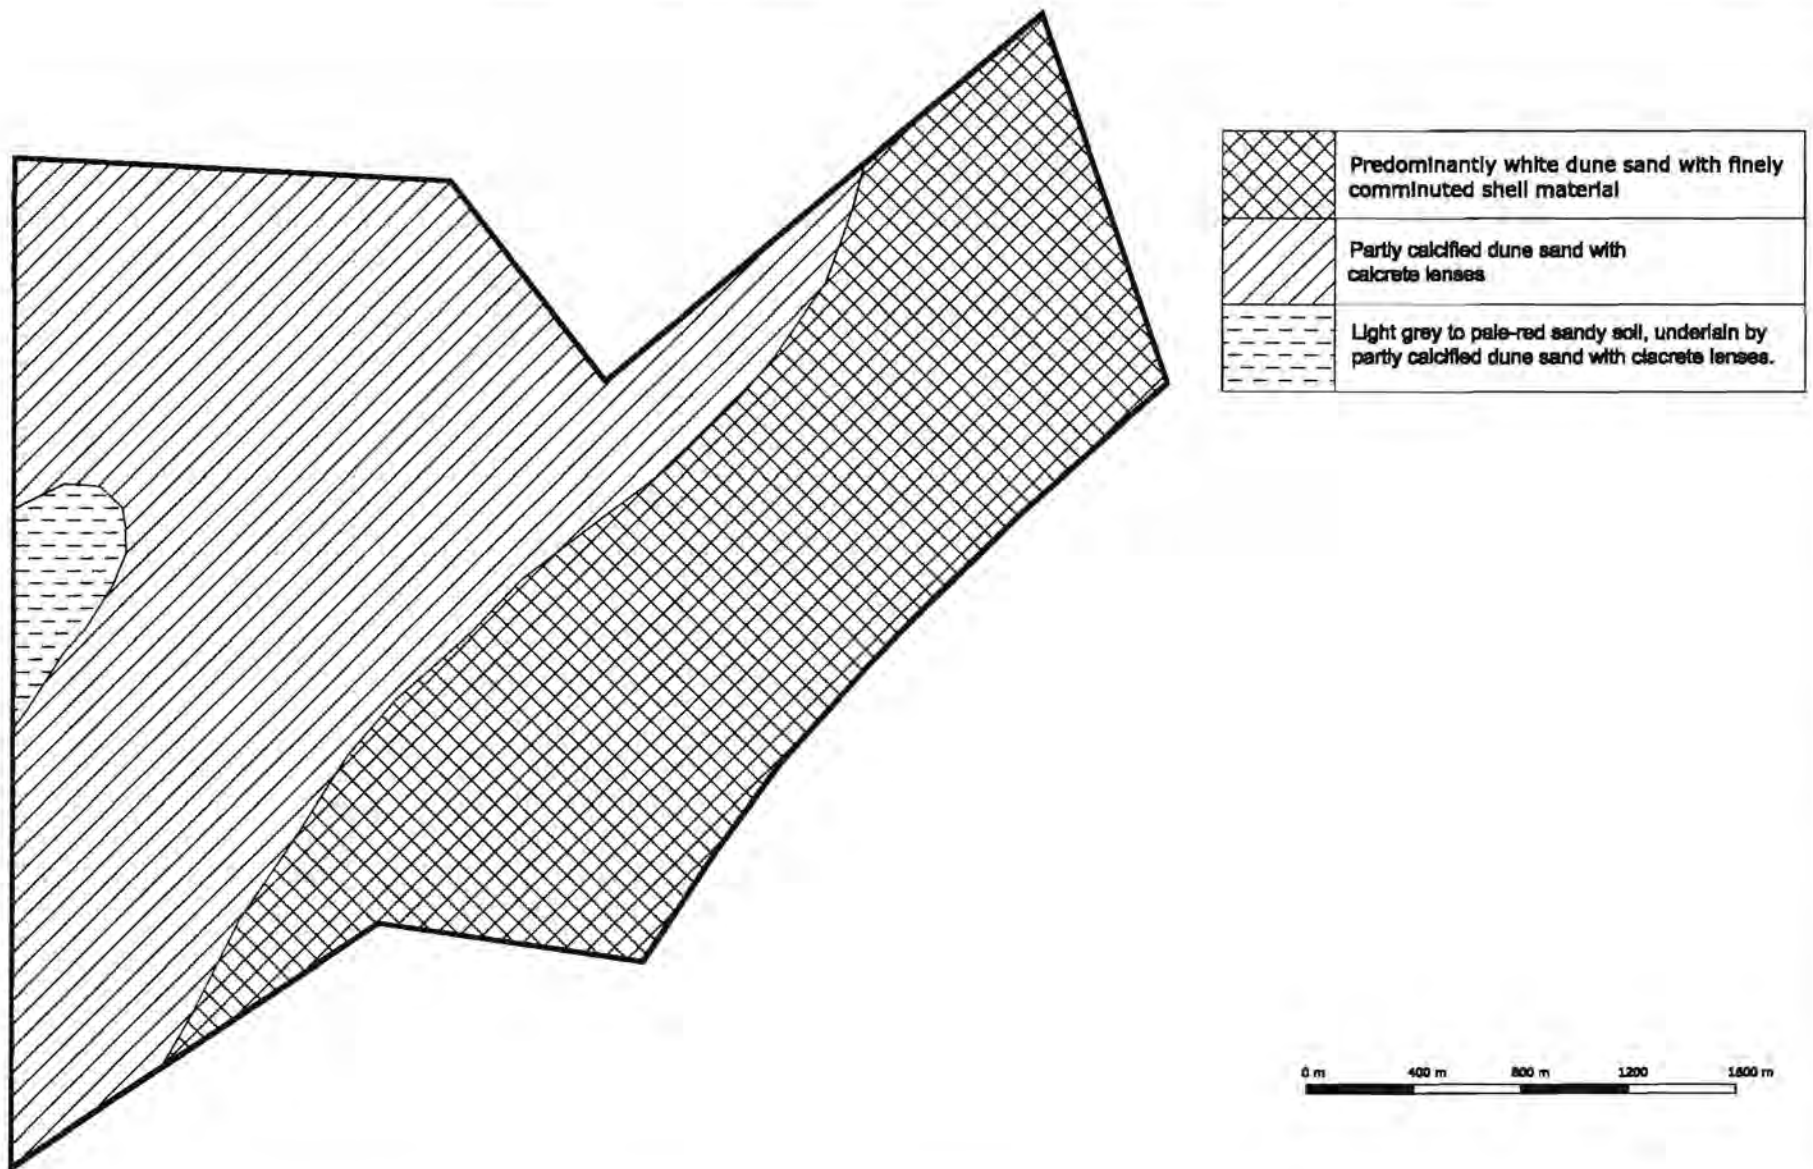 Predominantly white dune sand with finely
comminuted shell material
Partly calcified dune sand with
calcrete lenses
Light grey to pale-red sandy soil, underlain by
partly calcified dune sand with clacrete lenses.
0 m 400 m 800 m 1200 1600 m